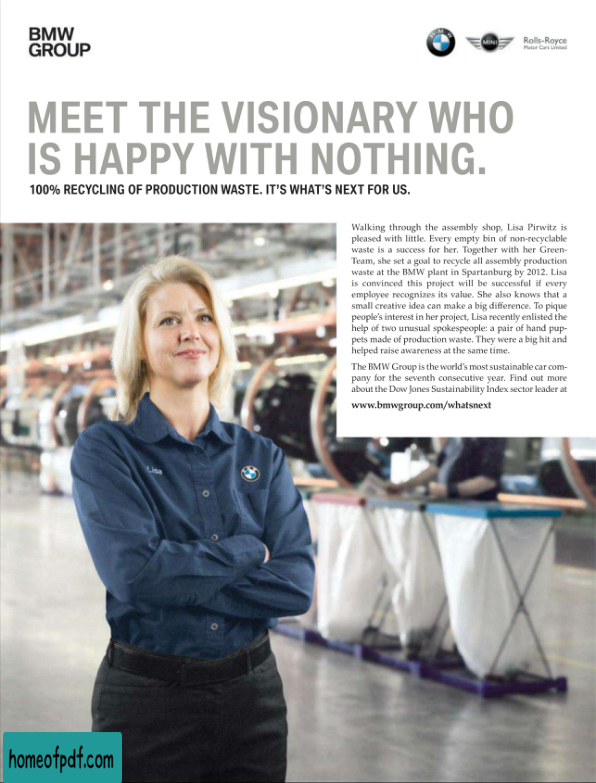 BMW
GROUP
BMW
MINI
Rolls-Royce
Motor Cars Limited
MEET THE VISIONARY WHO
IS HAPPY WITH NOTHING.
100% RECYCLING OF PRODUCTION WASTE. IT'S WHAT'S NEXT FOR US.
Walking through the assembly shop, Lisa Pirwitz is
pleased with little. Every empty bin of non-recyclable
waste is a success for her. Together with her Green-
Team, she set a goal to recycle all assembly production
waste at the BMW plant in Spartanburg by 2012. Lisa
is convinced this project will be successful if every
employee recognizes its value. She also knows that a
small creative idea can make a big difference. To pique
people's interest in her project, Lisa recently enlisted the
help of two unusual spokespeople: a pair of hand pup-
pets made of production waste. They were a big hit and
helped raise awareness at the same time.
The BMW Group is the world's most sustainable car com-
pany for the seventh consecutive year. Find out more
about the Dow Jones Sustainability Index sector leader at
www.bmwgroup.com/whatsnext
Lisa
homeofpdf.com